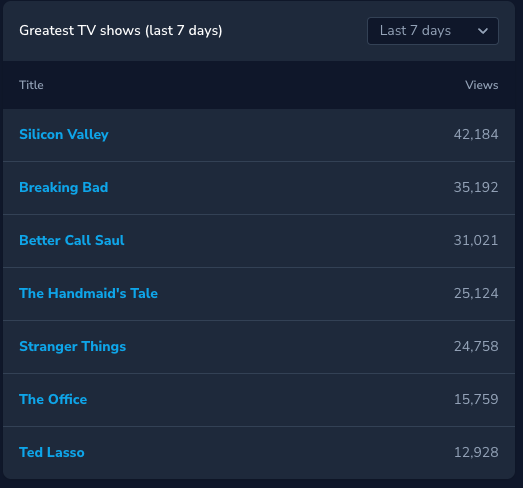 Greatest TV shows (last 7 days)
Last 7 days
Title Views
Silicon Valley 42,184
Breaking Bad 35,192
Better Call Saul 31,021
The Handmaid's Tale 25,124
Stranger Things 24,758
The Office 15,759
Ted Lasso 12,928